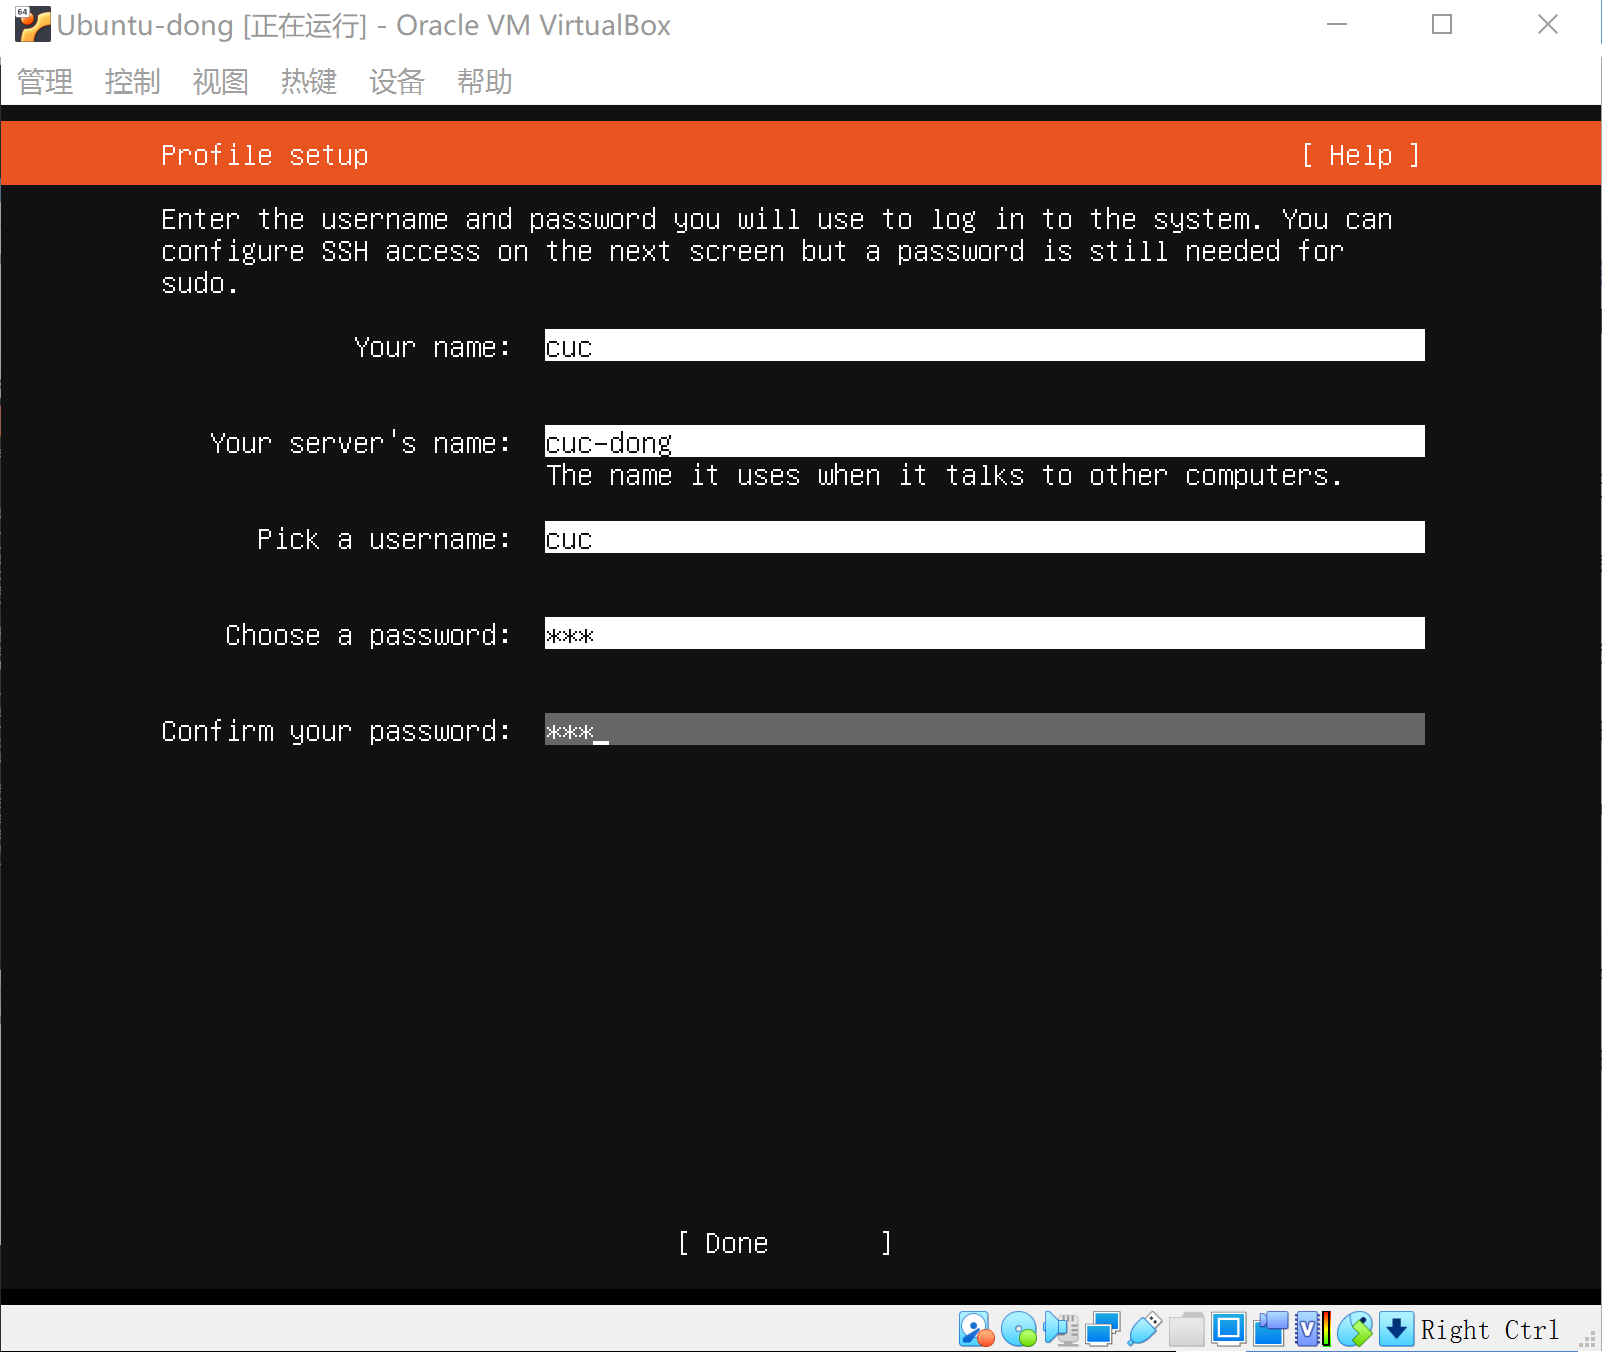 64
Ubuntu-dong [正在运行] - Oracle VM VirtualBox
管理 控制 视图 热键 设备 帮助
Profile setup [ Help ]
Enter the username and password you will use to log in to the system. You can
configure SSH access on the next screen but a password is still needed for
sudo.
Your name: cuc
Your server's name: cuc-dong
The name it uses when it talks to other computers.
Pick a username: cuc
Choose a password: ***
Confirm your password: ***_
[ Done ]
V
Right Ctrl